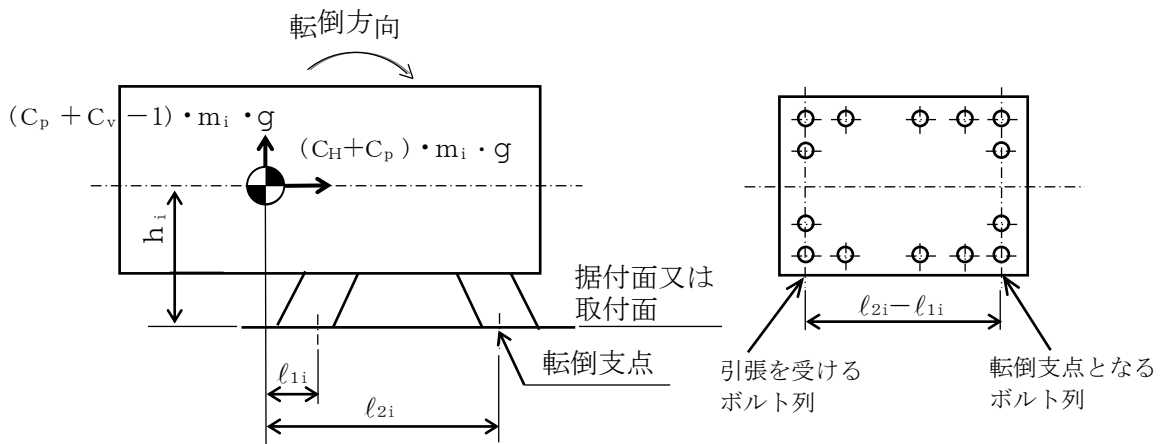 転倒方向
(Cp+Cv−1)・mi・g
(CH+Cp)・mi・g
hi
据付面又は
取付面
転倒支点
ℓ1i
ℓ2i
ℓ2i−ℓ1i
引張を受ける
ボルト列
転倒支点となる
ボルト列